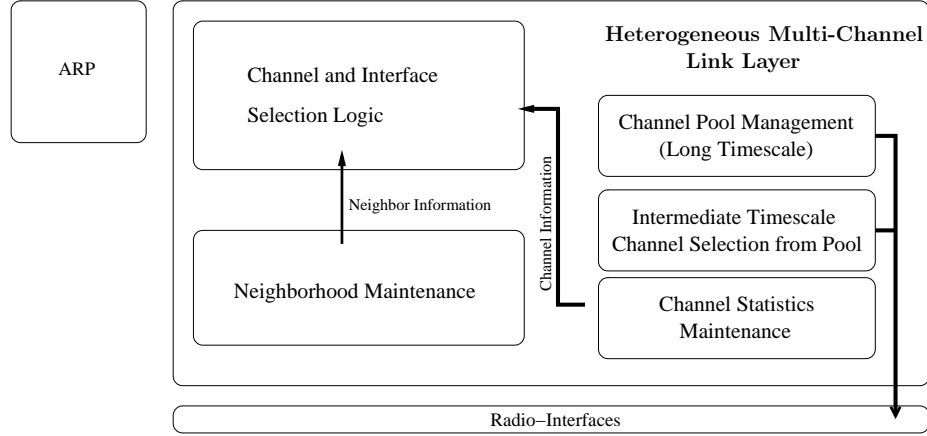 ARP
Heterogeneous Multi-Channel
Link Layer
Channel and Interface
Selection Logic
Channel Pool Management
(Long Timescale)
Neighbor Information
Channel Information
Intermediate Timescale
Channel Selection from Pool
Neighborhood Maintenance
Channel Statistics
Maintenance
Radio−Interfaces